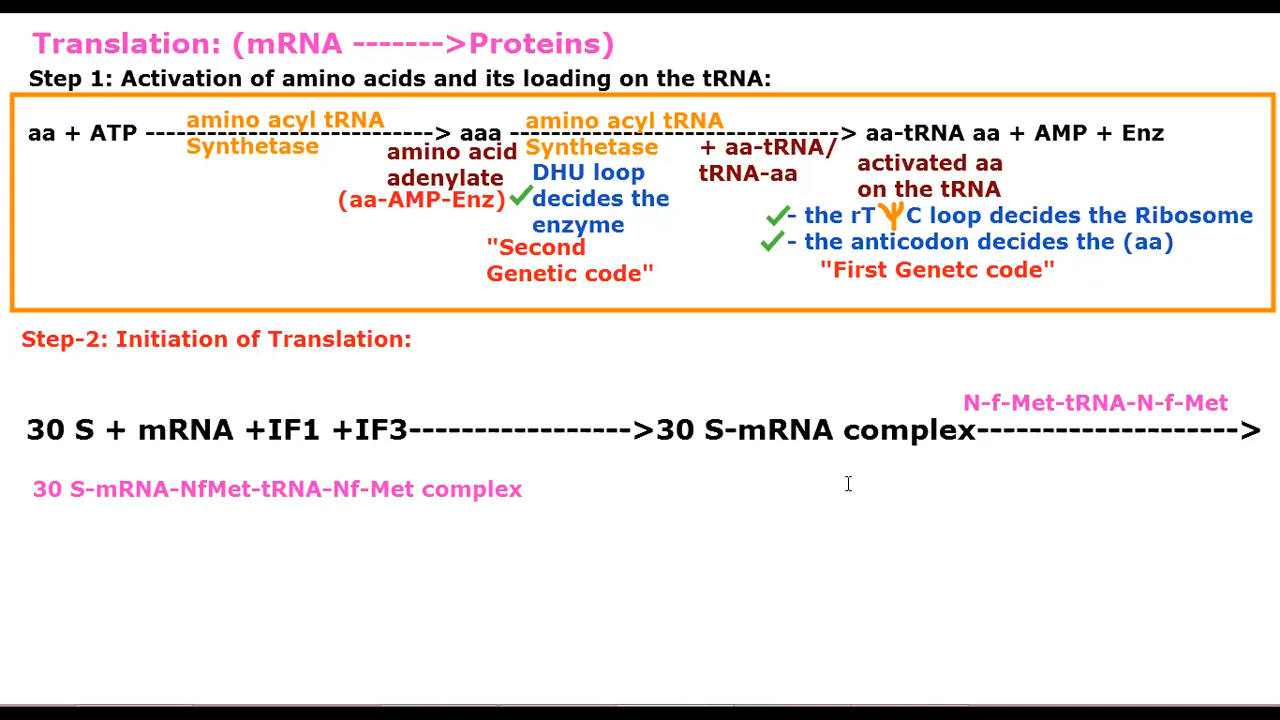 Translation: (mRNA ------->Proteins)
Step 1: Activation of amino acids and its loading on the tRNA:
aa + ATP ----------------------------> aaa --------------------------------> aa-tRNA aa + AMP + Enz
amino acyl tRNA
Synthetase
amino acid
adenylate
(aa-AMP-Enz)
amino acyl tRNA
Synthetase
DHU loop
decides the
enzyme
"Second
Genetic code"
+ aa-tRNA/
tRNA-aa
activated aa
on the tRNA
- the rTΨC loop decides the Ribosome
- the anticodon decides the (aa)
"First Genetc code"
Step-2: Initiation of Translation:
N-f-Met-tRNA-N-f-Met
30 S + mRNA +IF1 +IF3----------------->30 S-mRNA complex-------------------->
30 S-mRNA-NfMet-tRNA-Nf-Met complex